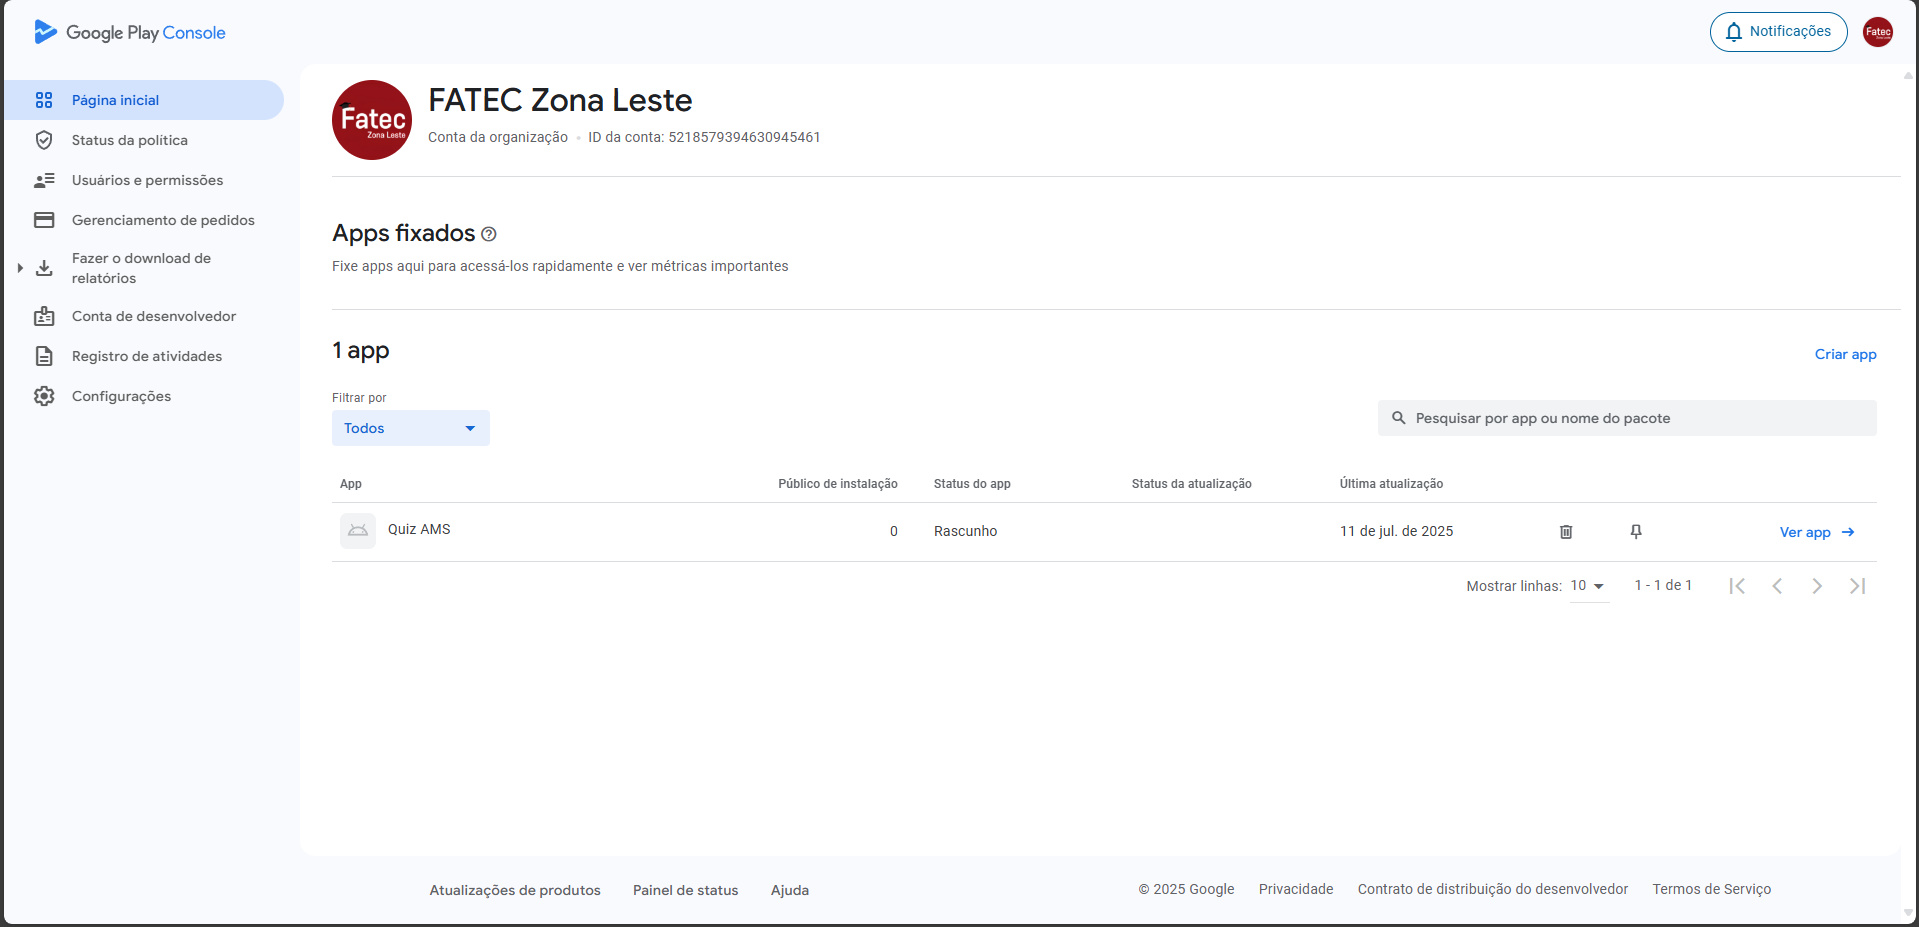 Google Play Console
Notificações
Fatec
Página inicial
Status da política
Usuários e permissões
Gerenciamento de pedidos
Fazer o download de
relatórios
Conta de desenvolvedor
Registro de atividades
Configurações
Fatec
Zona Leste
FATEC Zona Leste
Conta da organização • ID da conta: 5218579394630945461
Apps fixados
Fixe apps aqui para acessá-los rapidamente e ver métricas importantes
1 app
Criar app
Filtrar por
Todos
Pesquisar por app ou nome do pacote
App Público de instalação Status do app Status da atualização Última atualização
Quiz AMS 0 Rascunho 11 de jul. de 2025 Ver app
Mostrar linhas: 10 1 - 1 de 1
Atualizações de produtos Painel de status Ajuda © 2025 Google Privacidade Contrato de distribuição do desenvolvedor Termos de Serviço